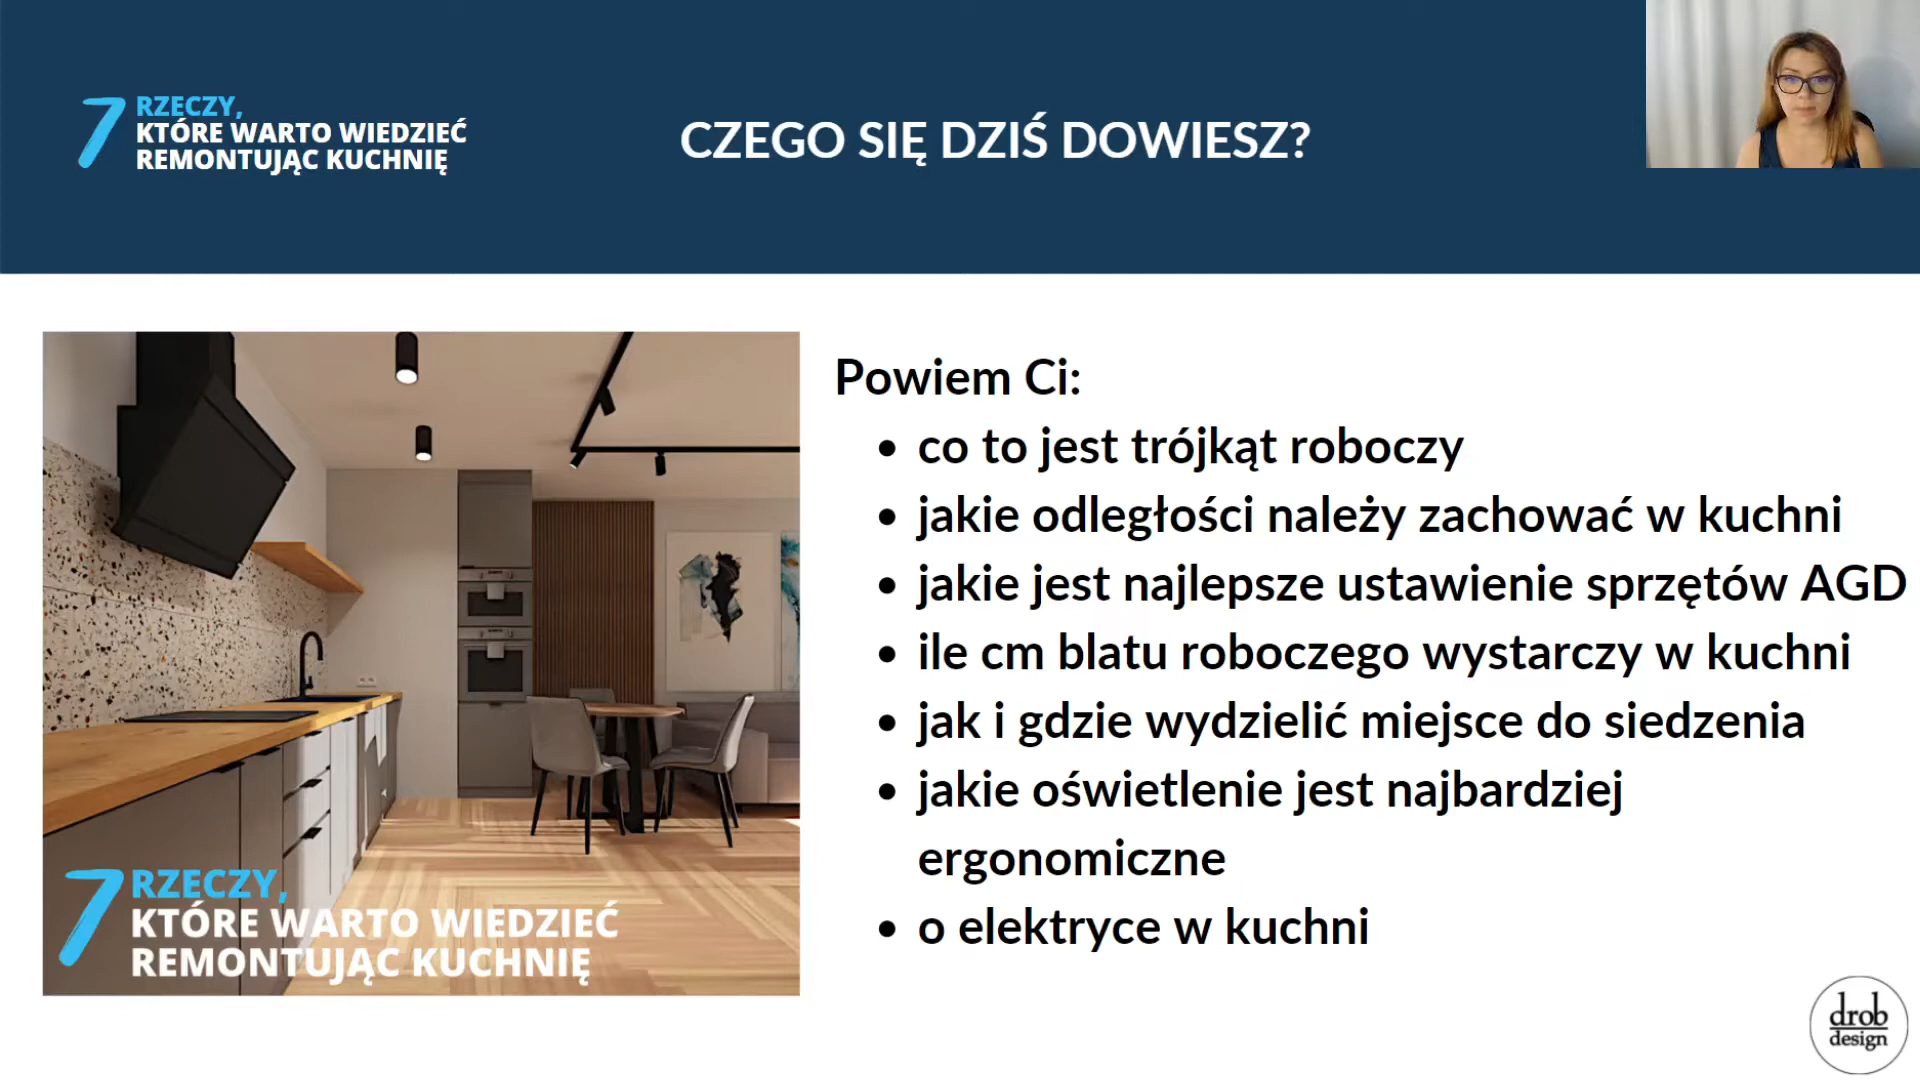 7 RZECZY,
KTÓRE WARTO WIEDZIEĆ
REMONTUJĄC KUCHNIĘ
CZEGO SIĘ DZIŚ DOWIESZ?
Powiem Ci:
• co to jest trójkąt roboczy
• jakie odległości należy zachować w kuchni
• jakie jest najlepsze ustawienie sprzętów AGD
• ile cm blatu roboczego wystarczy w kuchni
• jak i gdzie wydzielić miejsce do siedzenia
• jakie oświetlenie jest najbardziej
ergonomiczne
• o elektryce w kuchni
7 RZECZY,
KTÓRE WARTO WIEDZIEĆ
REMONTUJĄC KUCHNIĘ
drob
design